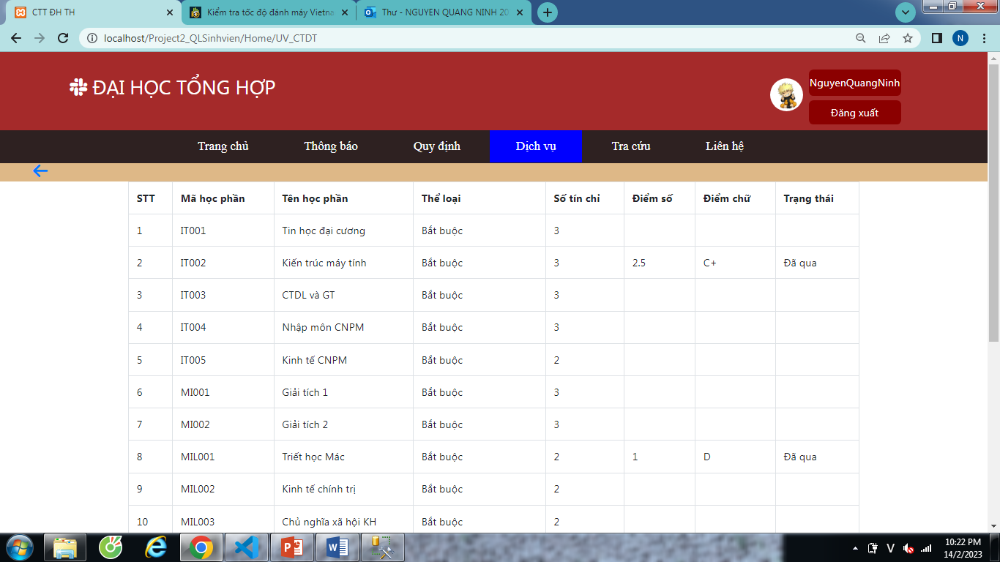 CTT ĐH TH
Kiểm tra tốc độ đánh máy Vietna
Thư - NGUYEN QUANG NINH 20
localhost/Project2_QLSinhvien/Home/UV_CTDT
N
ĐẠI HỌC TỔNG HỢP
NguyenQuangNinh
Đăng xuất
Trang chủ Thông báo Quy định Dịch vụ Tra cứu Liên hệ
STT Mã học phần Tên học phần Thể loại Số tín chỉ Điểm số Điểm chữ Trạng thái
1 IT001 Tin học đại cương Bắt buộc 3
2 IT002 Kiến trúc máy tính Bắt buộc 3 2.5 C+ Đã qua
3 IT003 CTDL và GT Bắt buộc 3
4 IT004 Nhập môn CNPM Bắt buộc 3
5 IT005 Kinh tế CNPM Bắt buộc 2
6 MI001 Giải tích 1 Bắt buộc 3
7 MI002 Giải tích 2 Bắt buộc 3
8 MIL001 Triết học Mác Bắt buộc 2 1 D Đã qua
9 MIL002 Kinh tế chính trị Bắt buộc 2
10 MIL003 Chủ nghĩa xã hội KH Bắt buộc 2
V
10:22 PM
14/2/2023